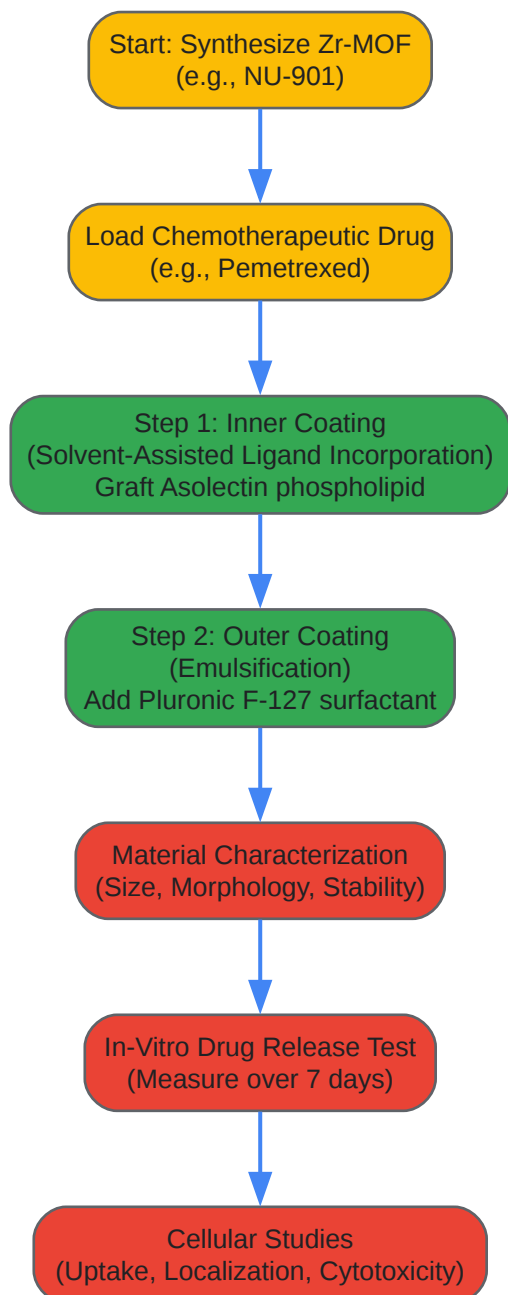 Start: Synthesize Zr-MOF
(e.g., NU-901)
Load Chemotherapeutic Drug
(e.g., Pemetrexed)
Step 1: Inner Coating
(Solvent-Assisted Ligand Incorporation)
Graft Asolectin phospholipid
Step 2: Outer Coating
(Emulsification)
Add Pluronic F-127 surfactant
Material Characterization
(Size, Morphology, Stability)
In-Vitro Drug Release Test
(Measure over 7 days)
Cellular Studies
(Uptake, Localization, Cytotoxicity)